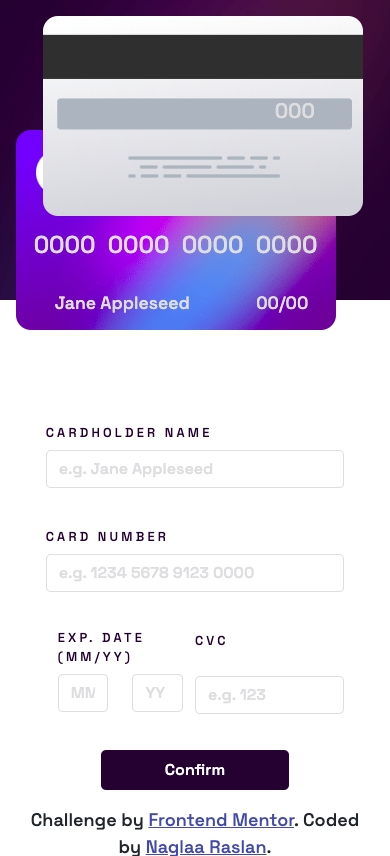 000
0000 0000 0000 0000
Jane Appleseed 00/00
CARDHOLDER NAME
e.g. Jane Appleseed
CARD NUMBER
e.g. 1234 5678 9123 0000
EXP. DATE
(MM/YY)
CVC
MM YY e.g. 123
Confirm
Challenge by Frontend Mentor. Coded
by Naglaa Raslan.